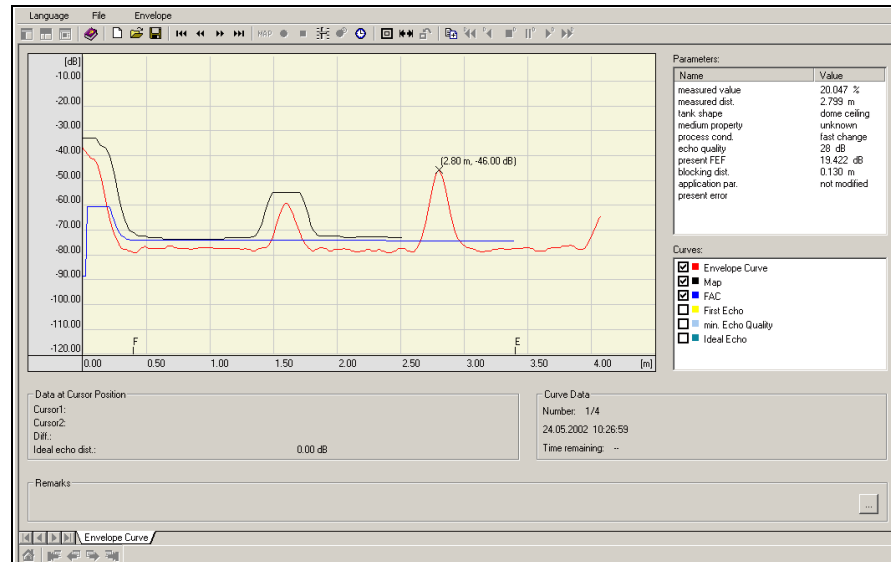 Language File Envelope
MAP
[dB]
-10.00
-20.00
-30.00
-40.00
-50.00
-60.00
-70.00
-80.00
-90.00
-100.00
-110.00
-120.00
(2.80 m, -46.00 dB)
F
E
0.00 0.50 1.00 1.50 2.00 2.50 3.00 3.50 4.00 [m]
Parameters:
Name Value
measured value 20.047 %
measured dist. 2.799 m
tank shape dome ceiling
medium property unknown
process cond. fast change
echo quality 28 dB
present FEF 19.422 dB
blocking dist. 0.130 m
application par. not modified
present error
Curves:
Envelope Curve
Map
FAC
First Echo
min. Echo Quality
Ideal Echo
Data at Cursor Position
Cursor1:
Cursor2:
Diff.:
Ideal echo dist.: 0.00 dB
Curve Data
Number: 1/4
24.05.2002 10:26:59
Time remaining: --
Remarks
...
Envelope Curve